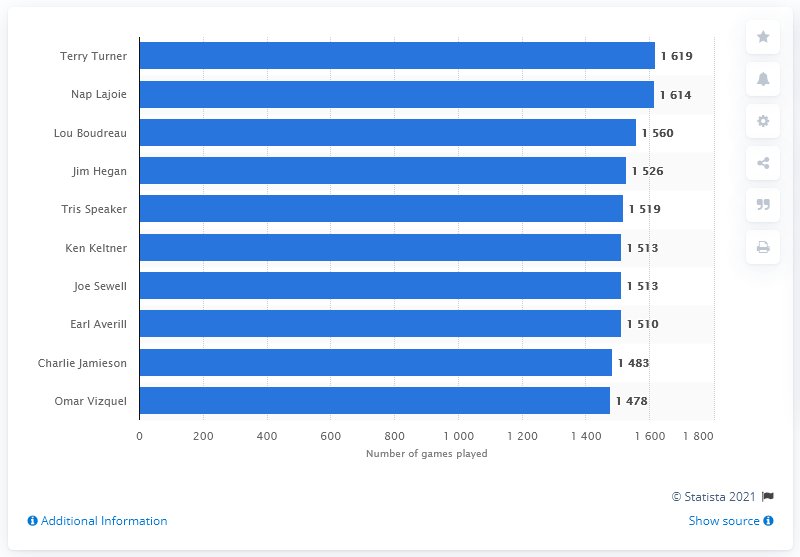 Terry Turner 1 619
Nap Lajoie 1 614
Lou Boudreau 1 560
Jim Hegan 1 526
Tris Speaker 1 519
Ken Keltner 1 513
Joe Sewell 1 513
Earl Averill 1 510
Charlie Jamieson 1 483
Omar Vizquel 1 478
0 200 400 600 800 1 000 1 200 1 400 1 600 1 800
Number of games played
© Statista 2021
Additional Information Show source